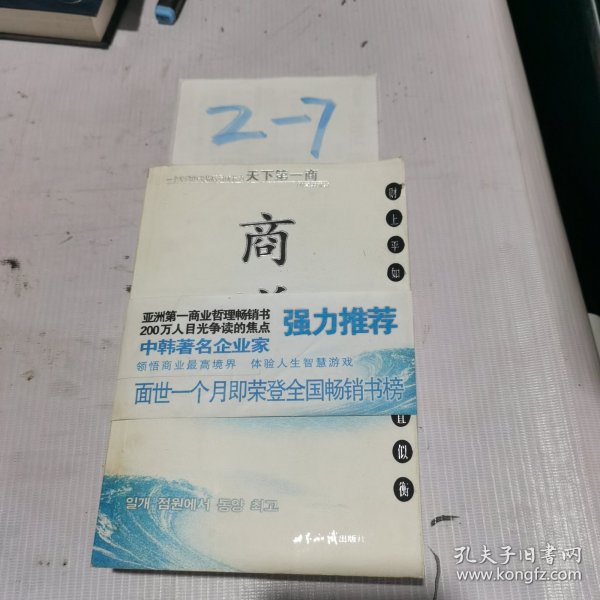 2-7
天下第一商
商
财上平如
亚洲第一商业哲理畅销书
200万人目光争读的焦点
中韩著名企业家
强力推荐
领悟商业最高境界 体验人生智慧游戏
面世一个月即荣登全国畅销书榜
直似衡
일개 점원에서 동양 최고
世界知识出版社
孔夫子旧书网
www.kongfz.com